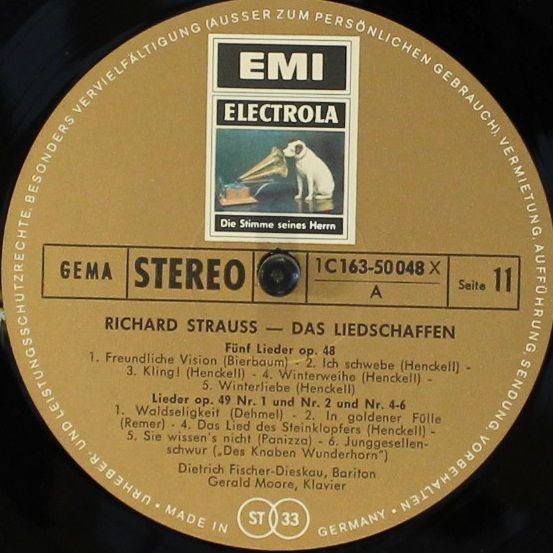 EMI
ELECTROLA
Die Stimme seines Herrn
GEMA STEREO 1C163-50048 X A Seite 11
RICHARD STRAUSS — DAS LIEDSCHAFFEN
Fünf Lieder op. 48
1. Freundliche Vision (Bierbaum) - 2. Ich schwebe (Henckell) -
3. Kling! (Henckell) - 4. Winterweihe (Henckell) -
5. Winterliebe (Henckell)
Lieder op. 49 Nr. 1 und Nr. 2 und Nr. 4-6
1. Waldseligkeit (Dehmel) - 2. In goldener Fülle
(Remer) - 4. Das Lied des Steinklopfers (Henckell) -
5. Sie wissen's nicht (Panizza) - 6. Junggesellen-
schwur („Des Knaben Wunderhorn")
Dietrich Fischer-Dieskau, Bariton
Gerald Moore, Klavier
URHEBER- UND LEISTUNGSSCHUTZRECHTE, BESONDERS VERVIELFÄLTIGUNG (AUSSER ZUM PERSÖNLICHEN GEBRAUCH), VERMIETUNG, AUFFÜHRUNG, SENDUNG VORBEHALTEN •
MADE IN GERMANY •
ST 33